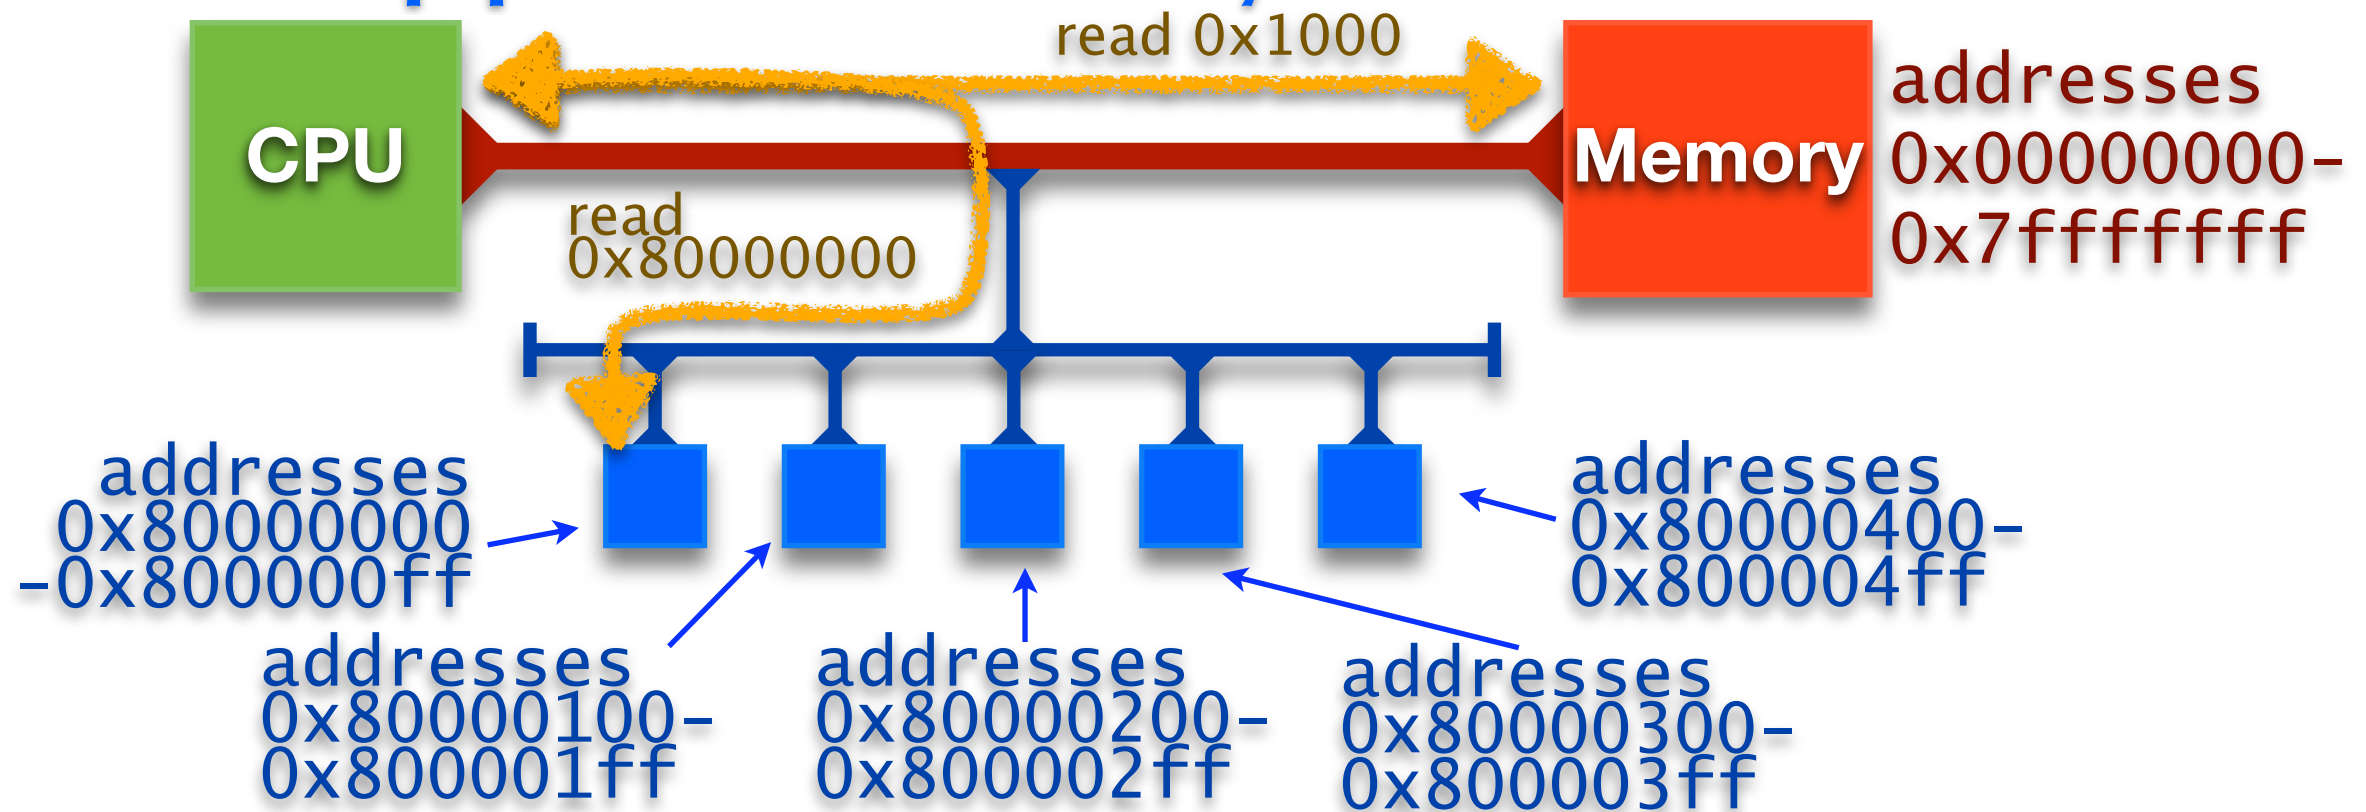 read 0x1000
CPU
Memory
addresses
0x00000000-
0x7fffffff
read
0x80000000
addresses
0x80000000
-0x800000ff
addresses
0x80000100-
0x800001ff
addresses
0x80000200-
0x800002ff
addresses
0x80000300-
0x800003ff
addresses
0x80000400-
0x800004ff